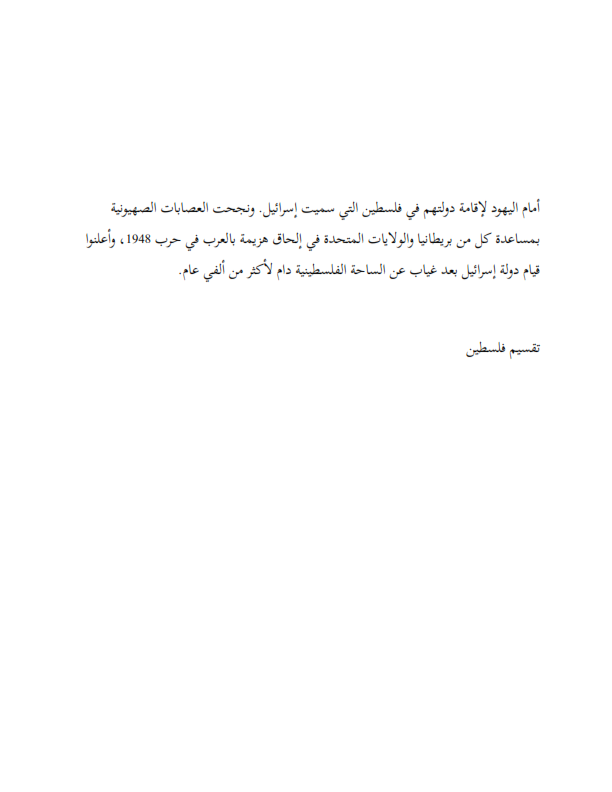 أمام اليهود لإقامة دولتهم في فلسطين التي سميت إسرائيل. ونجحت العصابات الصهيونية
بمساعدة كل من بريطانيا والولايات المتحدة في إلحاق هزيمة بالعرب في حرب 1948، وأعلنوا
قيام دولة إسرائيل بعد غياب عن الساحة الفلسطينية دام لأكثر من ألفي عام.
تقسيم فلسطين